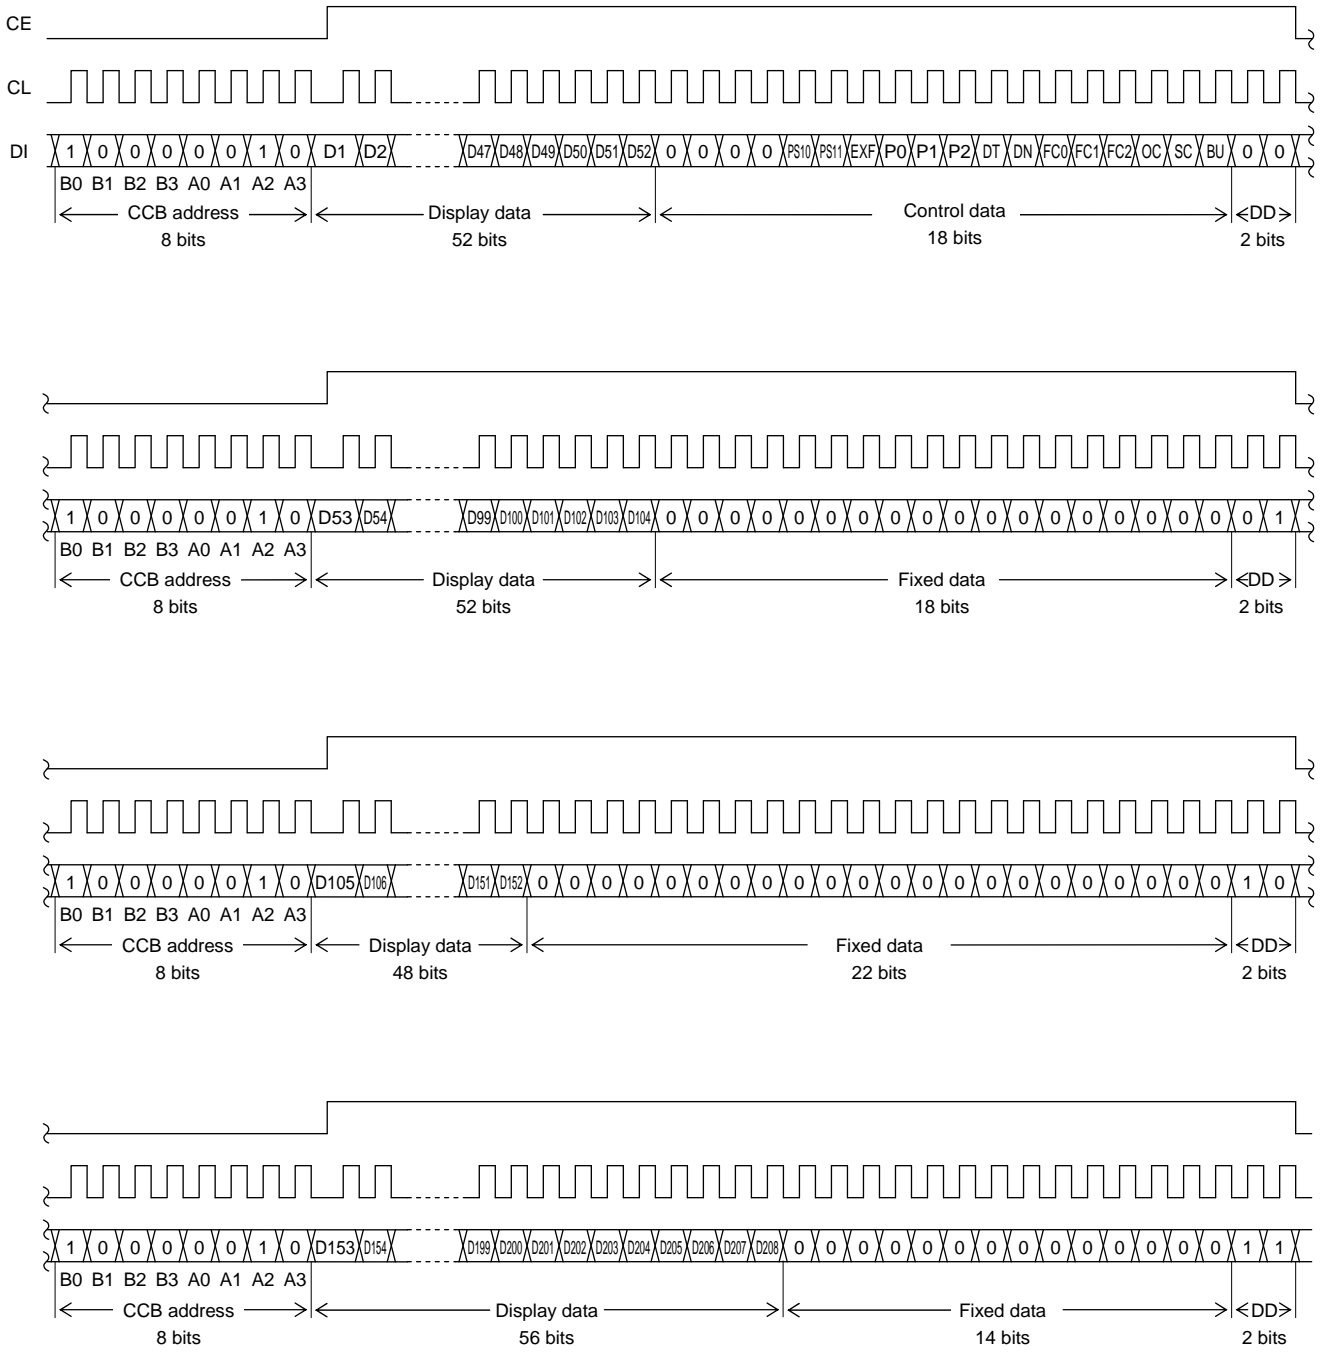 CE
CL
DI 1 0 0 0 0 0 1 0 D1 D2 D47 D48 D49 D50 D51 D52 0 0 0 0 PS10 PS11 EXF P0 P1 P2 DT DN FC0 FC1 FC2 OC SC BU 0 0
B0 B1 B2 B3 A0 A1 A2 A3
CCB address Display data Control data DD
8 bits 52 bits 18 bits 2 bits
1 0 0 0 0 0 1 0 D53 D54 D99 D100 D101 D102 D103 D104 0 0 0 0 0 0 0 0 0 0 0 0 0 0 0 0 0 0 0 1
B0 B1 B2 B3 A0 A1 A2 A3
CCB address Display data Fixed data DD
8 bits 52 bits 18 bits 2 bits
1 0 0 0 0 0 1 0 D105 D106 D151 D152 0 0 0 0 0 0 0 0 0 0 0 0 0 0 0 0 0 0 0 0 0 0 1 0
B0 B1 B2 B3 A0 A1 A2 A3
CCB address Display data Fixed data DD
8 bits 48 bits 22 bits 2 bits
1 0 0 0 0 0 1 0 D153 D154 D199 D200 D201 D202 D203 D204 D205 D206 D207 D208 0 0 0 0 0 0 0 0 0 0 0 0 0 0 1 1
B0 B1 B2 B3 A0 A1 A2 A3
CCB address Display data Fixed data DD
8 bits 56 bits 14 bits 2 bits